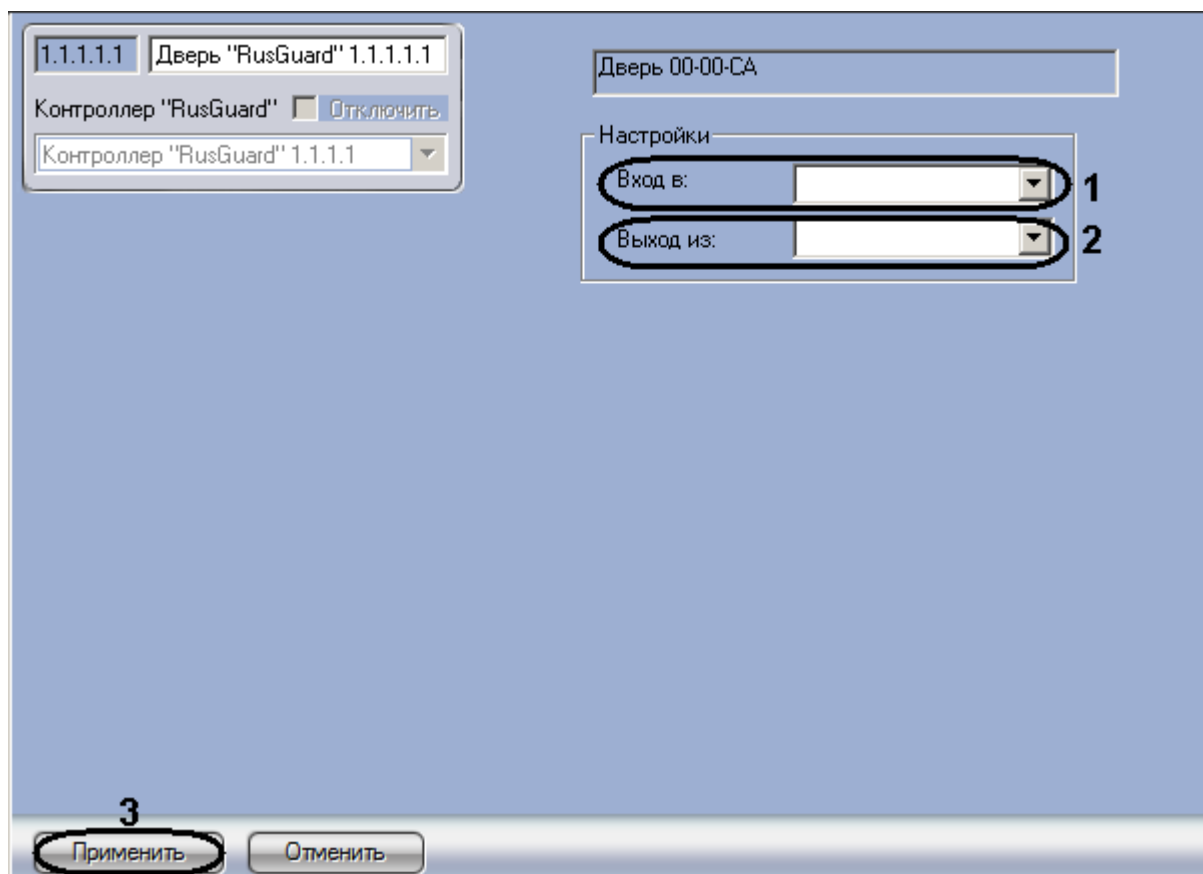 1.1.1.1.1 Дверь "RusGuard" 1.1.1.1.1
Контроллер "RusGuard" Отключить
Контроллер "RusGuard" 1.1.1.1
Дверь 00-00-CA
Настройки
Вход в: 1
Выход из: 2
3
Применить Отменить